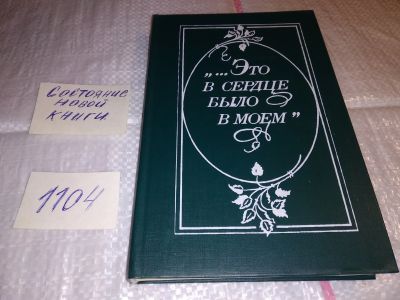 Состояние
новой
книги
1104
„...Это
в сердце
было
в моем”